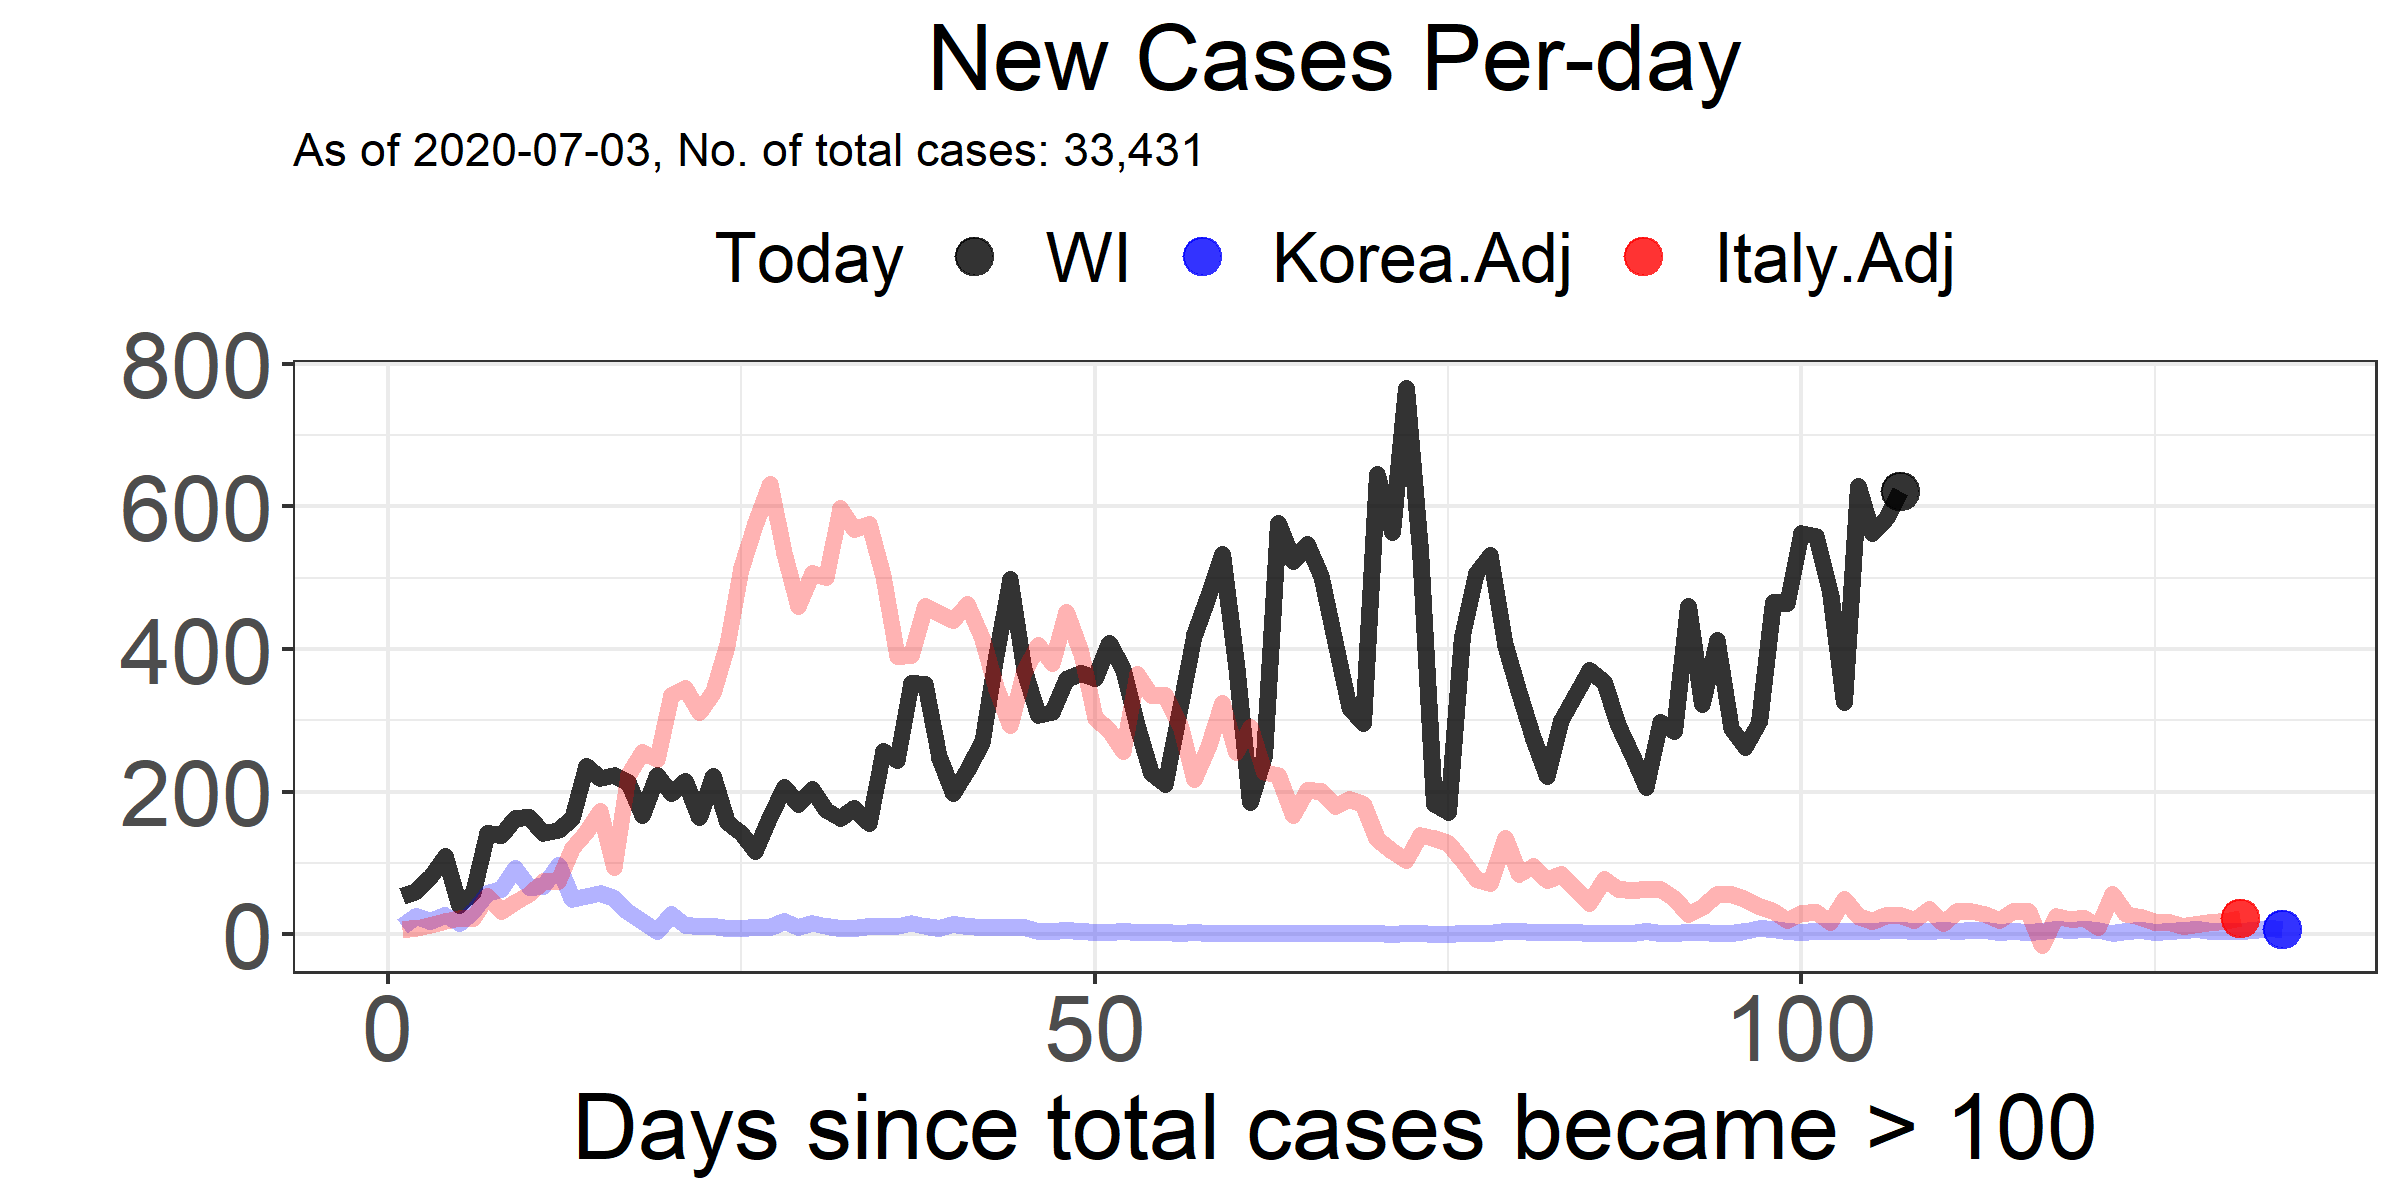 New Cases Per-day
As of 2020-07-03, No. of total cases: 33,431
Today WI Korea.Adj Italy.Adj
800
600
400
200
0
0 50 100
Days since total cases became > 100